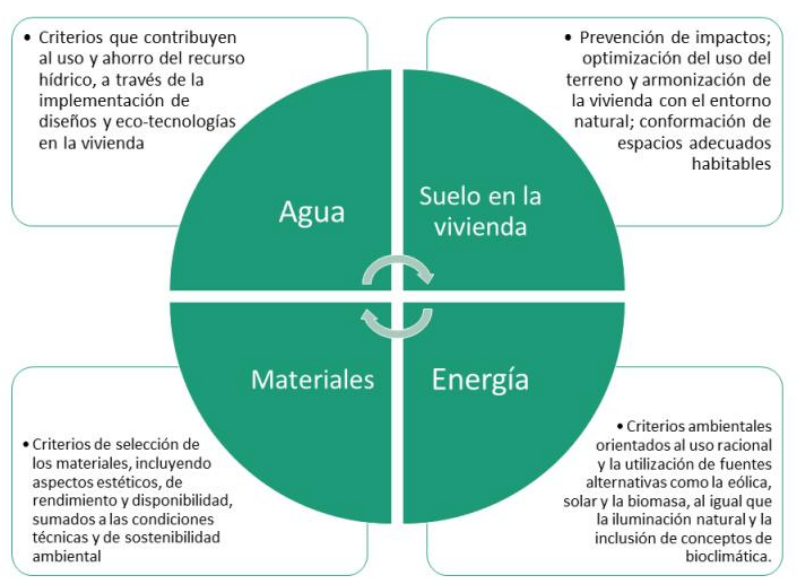 • Criterios que contribuyen
al uso y ahorro del recurso
hídrico, a través de la
implementación de
diseños y eco-tecnologías
en la vivienda
• Prevención de impactos;
optimización del uso del
terreno y armonización de
la vivienda con el entorno
natural; conformación de
espacios adecuados
habitables
Agua
Suelo en la
vivienda
Materiales
Energía
• Criterios de selección de
los materiales, incluyendo
aspectos estéticos, de
rendimiento y disponibilidad,
sumados a las condiciones
técnicas y de sostenibilidad
ambiental
• Criterios ambientales
orientados al uso racional
y la utilización de fuentes
alternativas como la eólica,
solar y la biomasa, al igual que
la iluminación natural y la
inclusión de conceptos de
bioclimática.